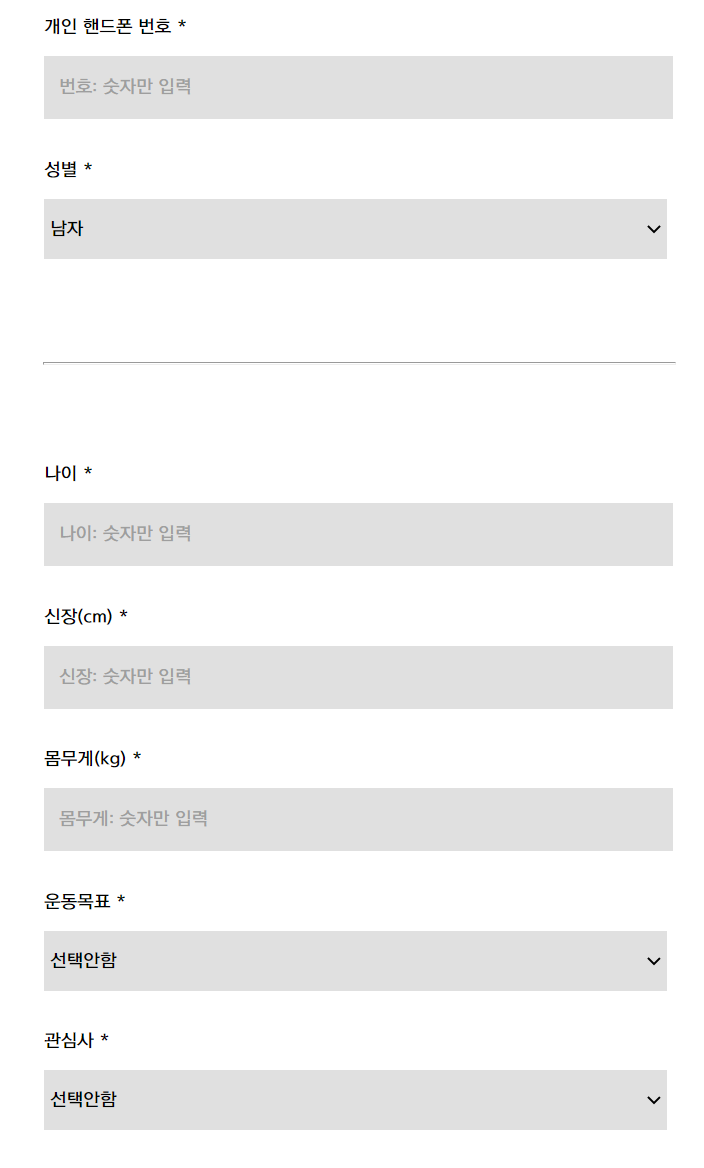 개인 핸드폰 번호 *
번호: 숫자만 입력
성별 *
남자
나이 *
나이: 숫자만 입력
신장(cm) *
신장: 숫자만 입력
몸무게(kg) *
몸무게: 숫자만 입력
운동목표 *
선택안함
관심사 *
선택안함